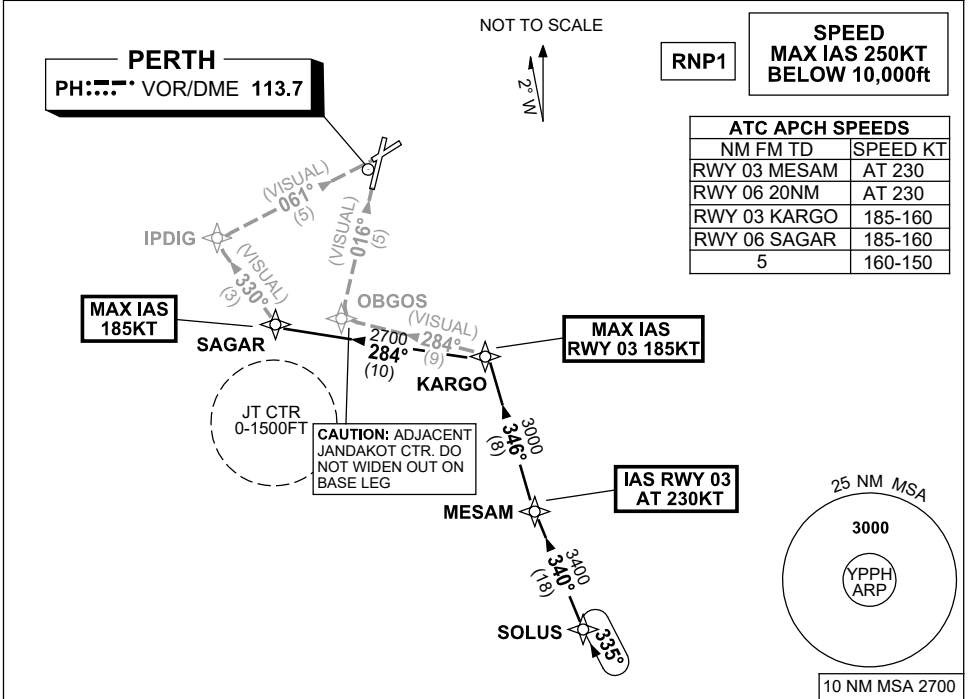 NOT TO SCALE
2° W
RNP1
SPEED
MAX IAS 250KT
BELOW 10,000ft
PERTH
PH VOR/DME 113.7
ATC APCH SPEEDS
NM FM TD SPEED KT
RWY 03 MESAM AT 230
RWY 06 20NM AT 230
RWY 03 KARGO 185-160
RWY 06 SAGAR 185-160
5 160-150
(VISUAL)
061°
(5)
(VISUAL)
016°
(5)
IPDIG
(VISUAL)
330°
(3)
OBGOS
(VISUAL)
284°
(9)
MAX IAS
185KT
SAGAR
2700
284°
(10)
KARGO
MAX IAS
RWY 03 185KT
JT CTR
0-1500FT
CAUTION: ADJACENT
JANDAKOT CTR. DO
NOT WIDEN OUT ON
BASE LEG
3000
346°
(8)
IAS RWY 03
AT 230KT
MESAM
3400
340°
(18)
SOLUS
335°
25 NM MSA
3000
YPPH
ARP
10 NM MSA 2700